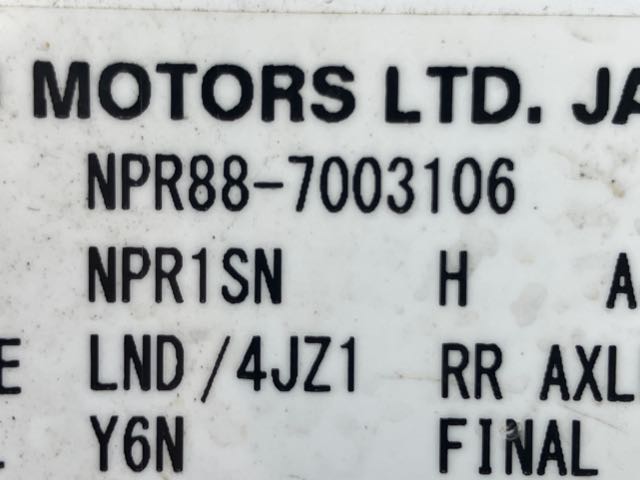 MOTORS LTD. JA
NPR88-7003106
NPR1SN H A
E LND/4JZ1 RR AXL
Y6N FINAL